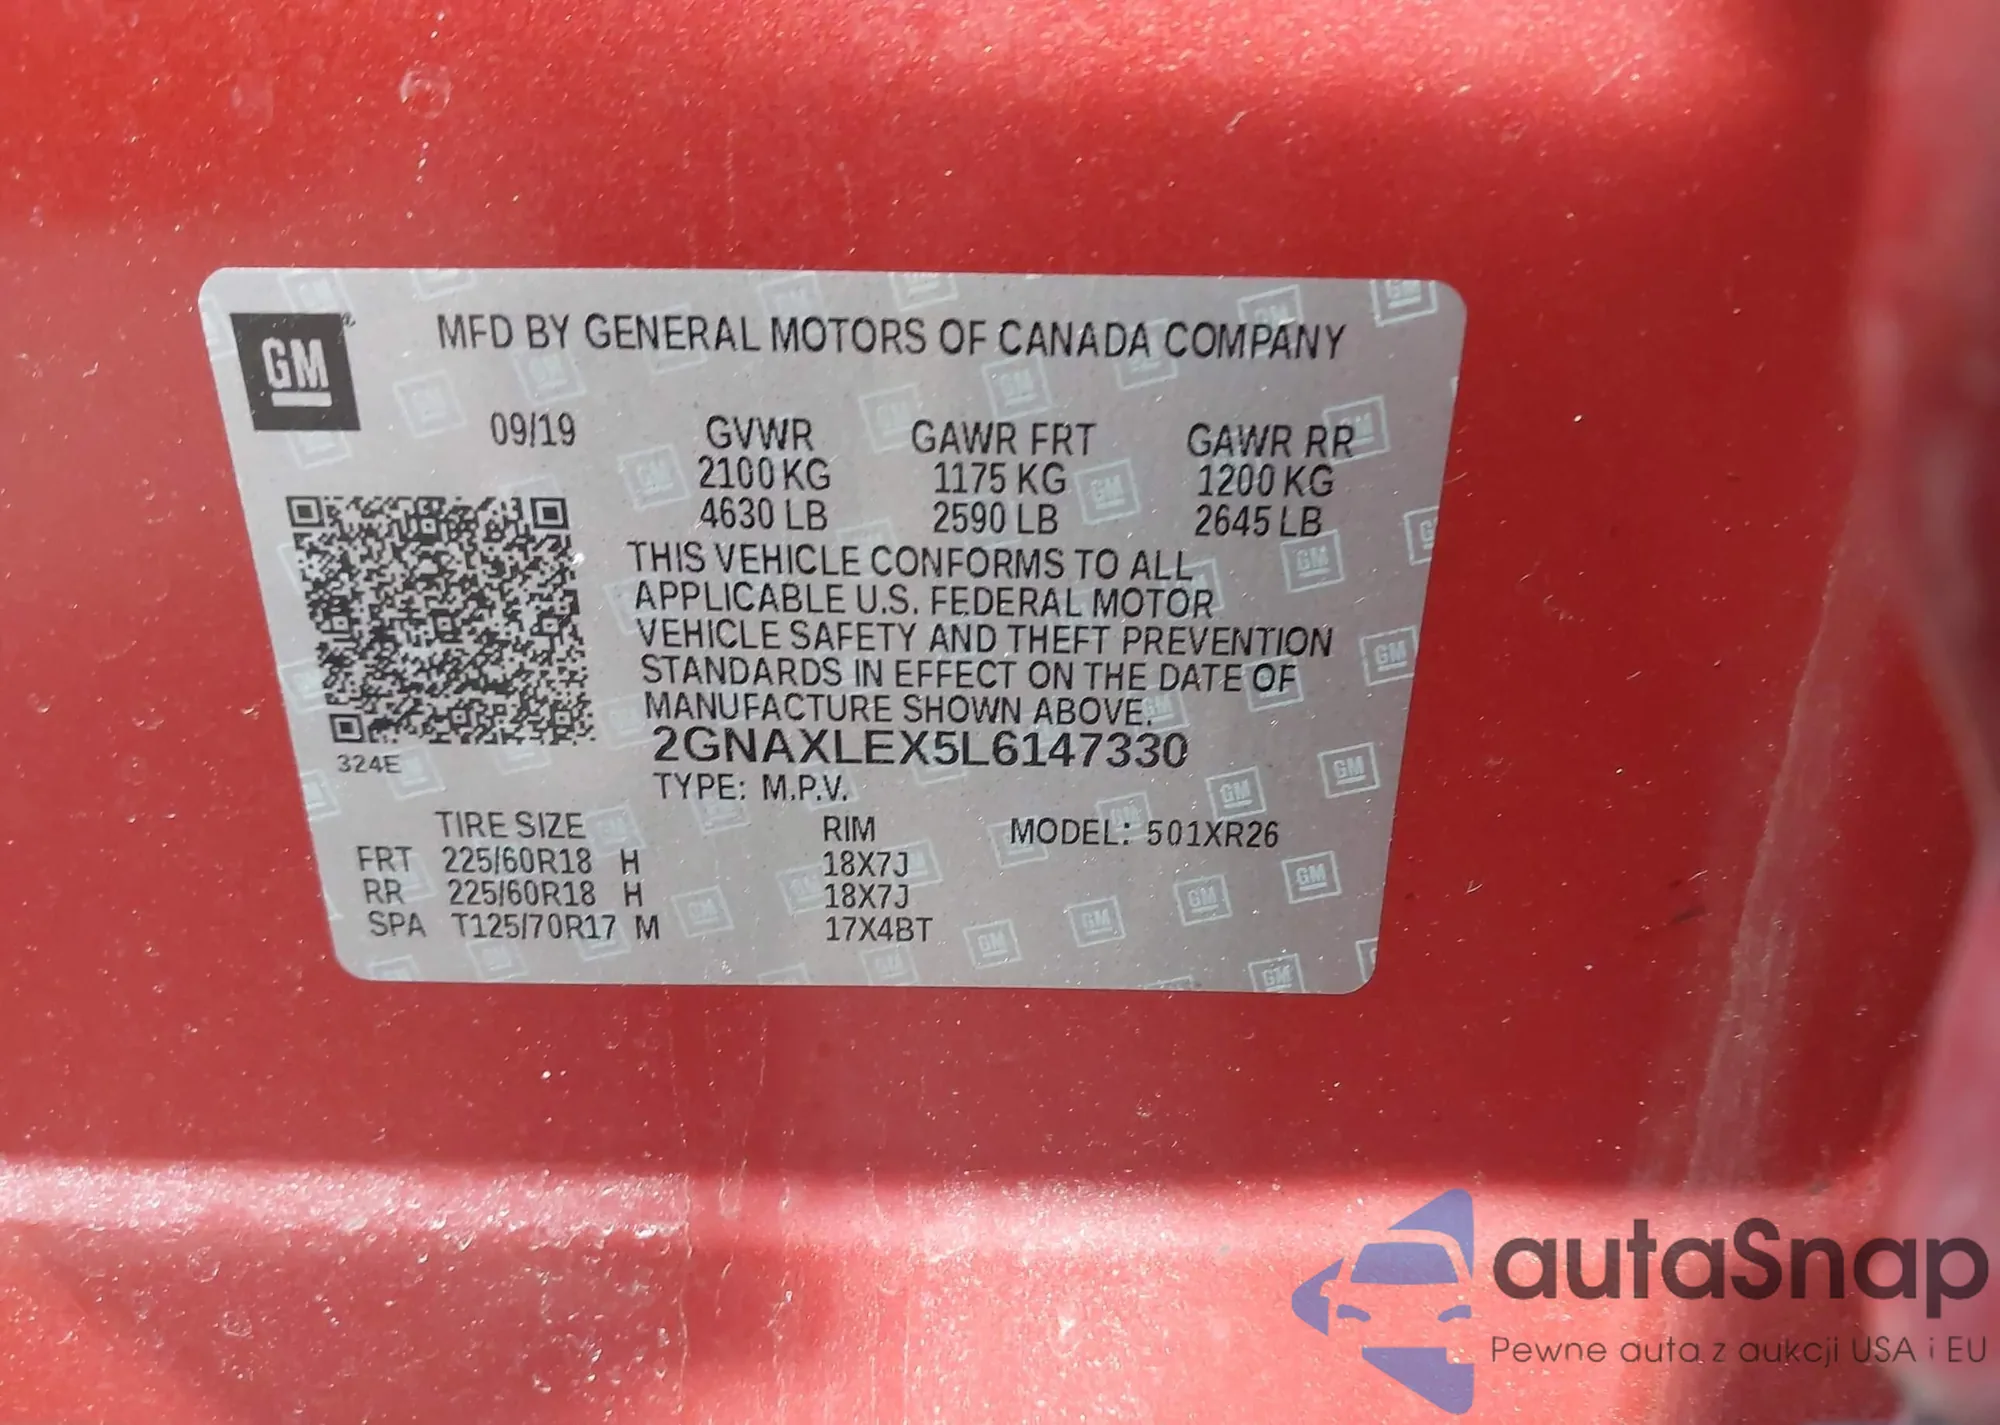 GM
MFD BY GENERAL MOTORS OF CANADA COMPANY
09/19 GVWR GAWR FRT GAWR RR
2100 KG 1175 KG 1200 KG
4630 LB 2590 LB 2645 LB
THIS VEHICLE CONFORMS TO ALL
APPLICABLE U.S. FEDERAL MOTOR
VEHICLE SAFETY AND THEFT PREVENTION
STANDARDS IN EFFECT ON THE DATE OF
MANUFACTURE SHOWN ABOVE.
2GNAXLEX5L6147330
324E
TYPE: M.P.V.
TIRE SIZE RIM MODEL: 501XR26
FRT 225/60R18 H 18X7J
RR 225/60R18 H 18X7J
SPA T125/70R17 M 17X4BT
autaSnap
Pewne auta z aukcji USA i EU